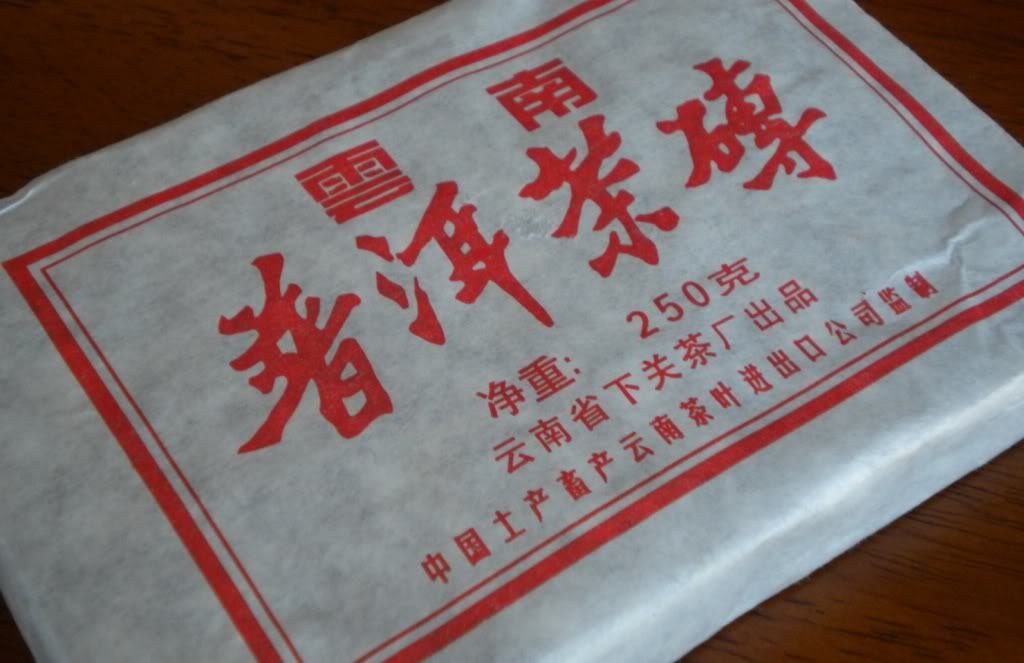 雲南
普洱茶磚
净重: 250克
云南省下关茶厂出品
中国土产畜产云南茶叶进出口公司监制